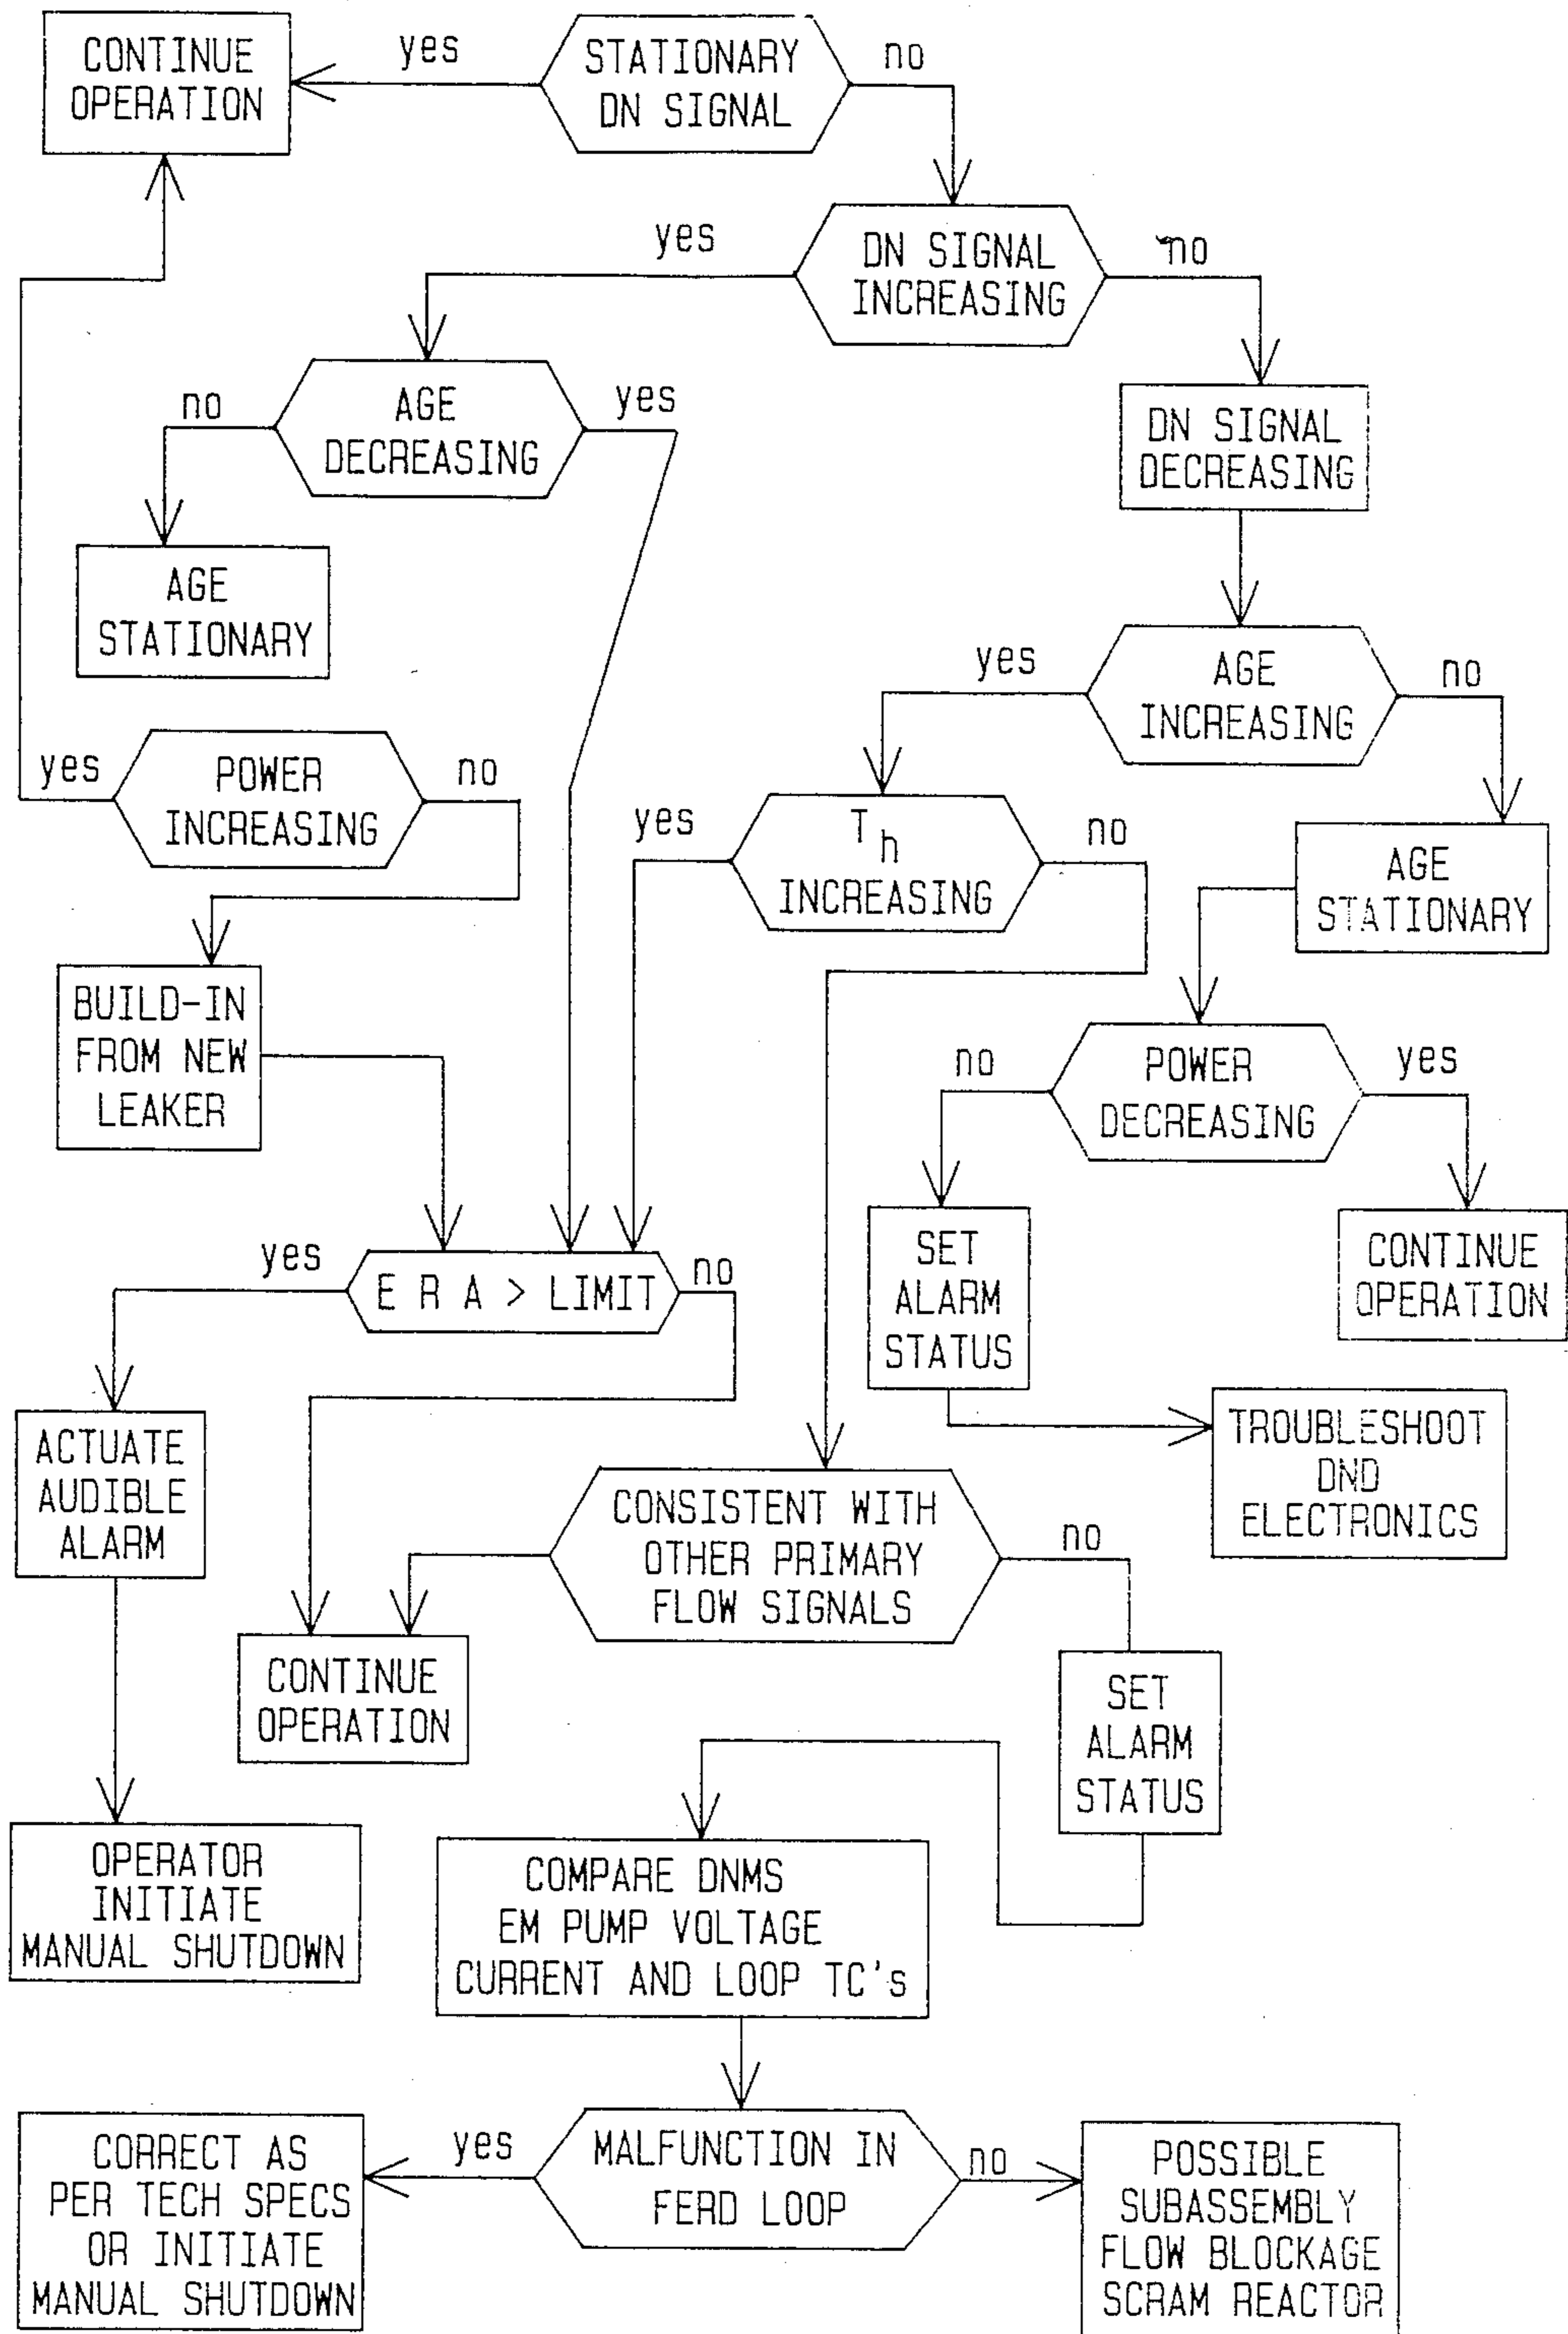 CONTINUE
OPERATION
yes
STATIONARY
DN SIGNAL
no
yes
DN SIGNAL
INCREASING
no
no
AGE
DECREASING
yes
DN SIGNAL
DECREASING
AGE
STATIONARY
yes
AGE
INCREASING
no
yes
POWER
INCREASING
no
yes
Th
INCREASING
no
AGE
STATIONARY
BUILD-IN
FROM NEW
LEAKER
no
POWER
DECREASING
yes
yes
E R A > LIMIT
no
SET
ALARM
STATUS
CONTINUE
OPERATION
ACTUATE
AUDIBLE
ALARM
TROUBLESHOOT
DND
ELECTRONICS
CONSISTENT WITH
OTHER PRIMARY
FLOW SIGNALS
no
CONTINUE
OPERATION
SET
ALARM
STATUS
OPERATOR
INITIATE
MANUAL SHUTDOWN
COMPARE DNMS
EM PUMP VOLTAGE
CURRENT AND LOOP TC's
CORRECT AS
PER TECH SPECS
OR INITIATE
MANUAL SHUTDOWN
yes
MALFUNCTION IN
FERD LOOP
no
POSSIBLE
SUBASSEMBLY
FLOW BLOCKAGE
SCRAM REACTOR